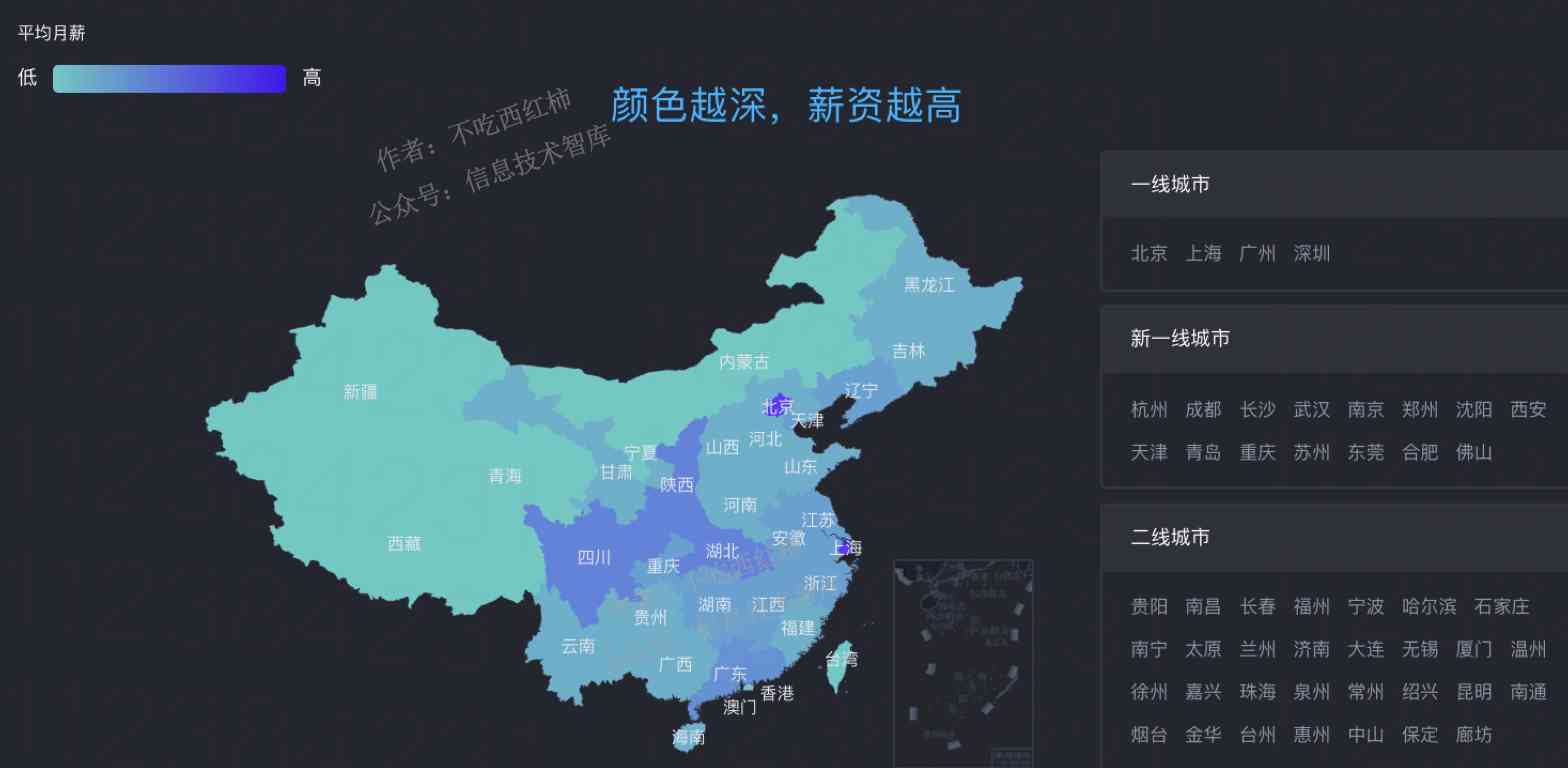 平均月薪
低 高
颜色越深，薪资越高
作者：不吃西红柿
公众号：信息技术智库
一线城市
北京 上海 广州 深圳
新一线城市
杭州 成都 长沙 武汉 南京 郑州 沈阳 西安
天津 青岛 重庆 苏州 东莞 合肥 佛山
二线城市
贵阳 南昌 长春 福州 宁波 哈尔滨 石家庄
南宁 太原 兰州 济南 大连 无锡 厦门 温州
徐州 嘉兴 珠海 泉州 常州 绍兴 昆明 南通
烟台 金华 台州 惠州 中山 保定 廊坊
黑龙江
吉林
内蒙古
辽宁
新疆
北京
天津
河北
山西
宁夏
山东
甘肃
青海
陕西
河南
江苏
安徽
西藏
上海
湖北
四川
重庆
浙江
湖南
江西
贵州
福建
云南
台湾
广西
广东
香港
澳门
海南